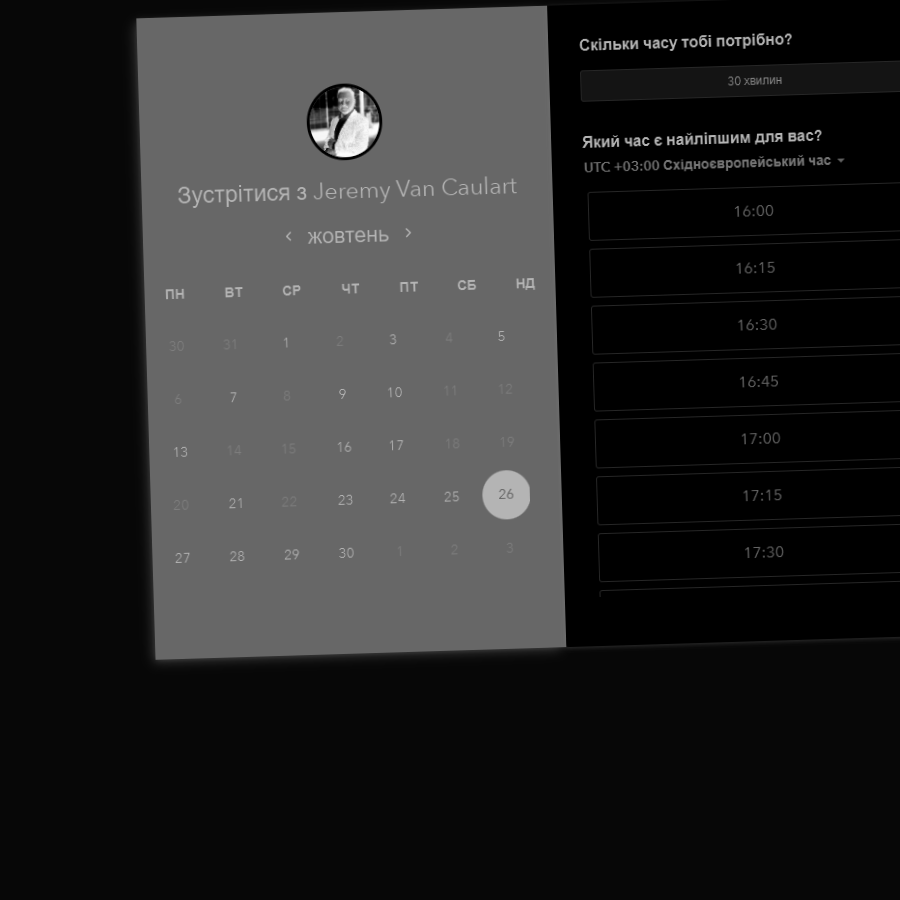 Зустрітися з Jeremy Van Caulart
жовтень
ПН ВТ СР ЧТ ПТ СБ НД
30 31 1 2 3 4 5
6 7 8 9 10 11 12
13 14 15 16 17 18 19
20 21 22 23 24 25 26
27 28 29 30 1 2 3
Скільки часу тобі потрібно?
30 хвилин
Який час є найліпшим для вас?
UTC +03:00 Східноєвропейський час
16:00
16:15
16:30
16:45
17:00
17:15
17:30